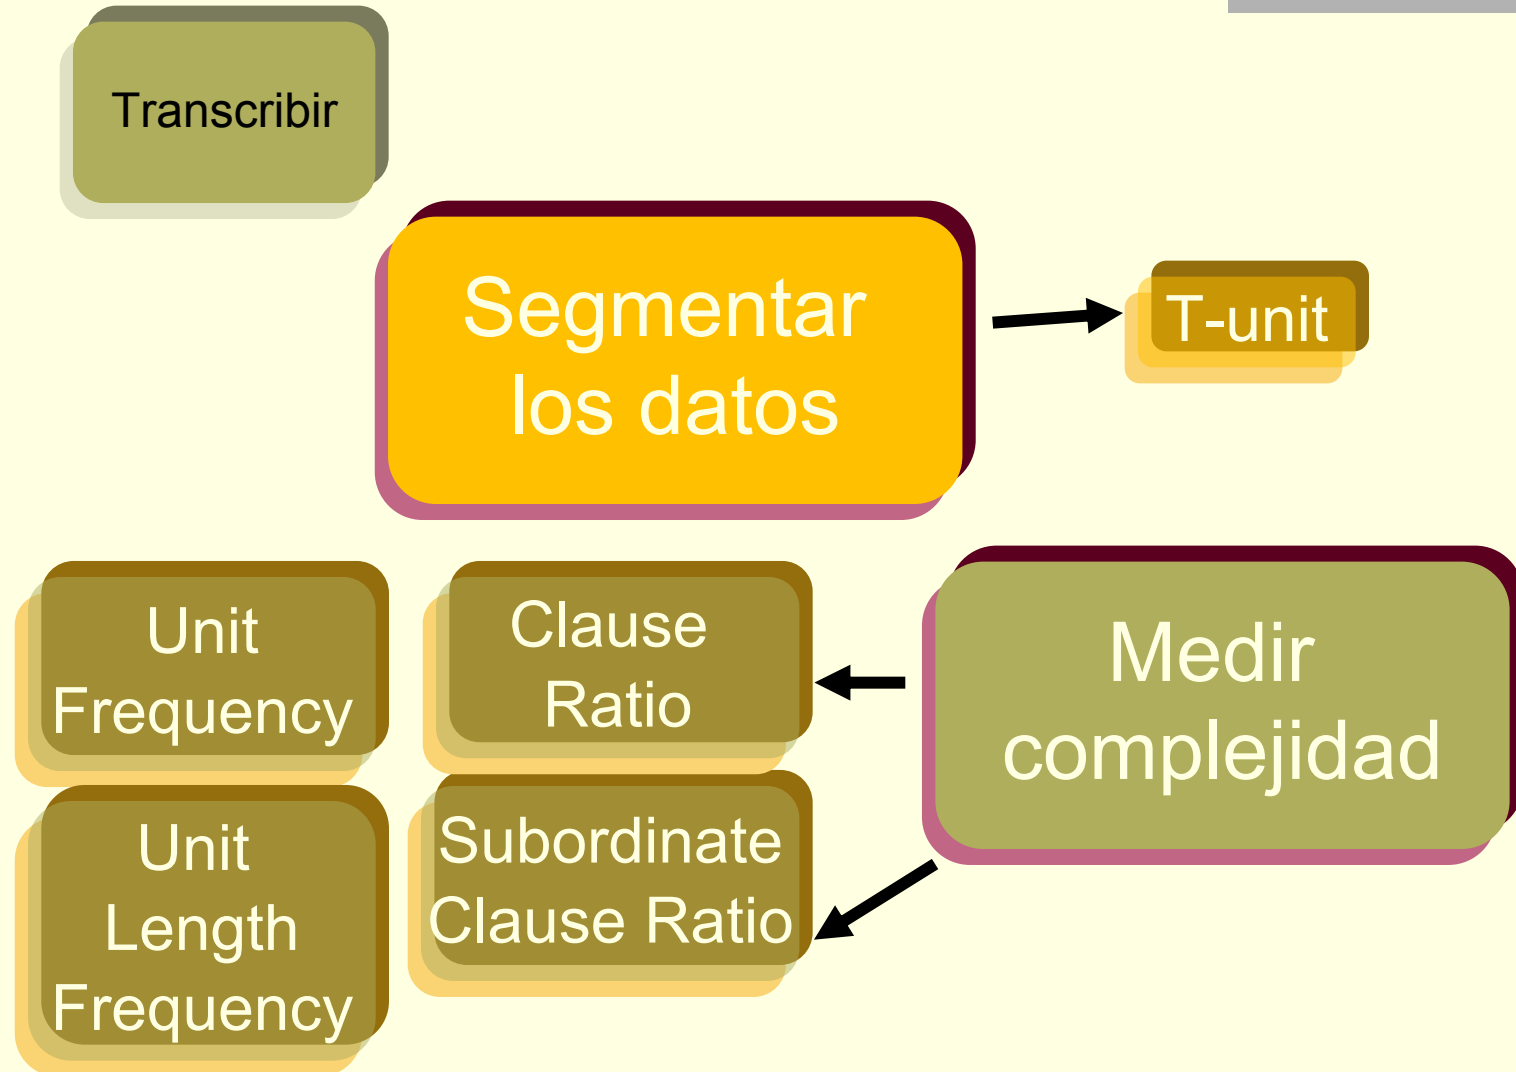 Transcribir
Segmentar
los datos
T-unit
Unit
Frequency
Clause
Ratio
Medir
complejidad
Unit
Length
Frequency
Subordinate
Clause Ratio